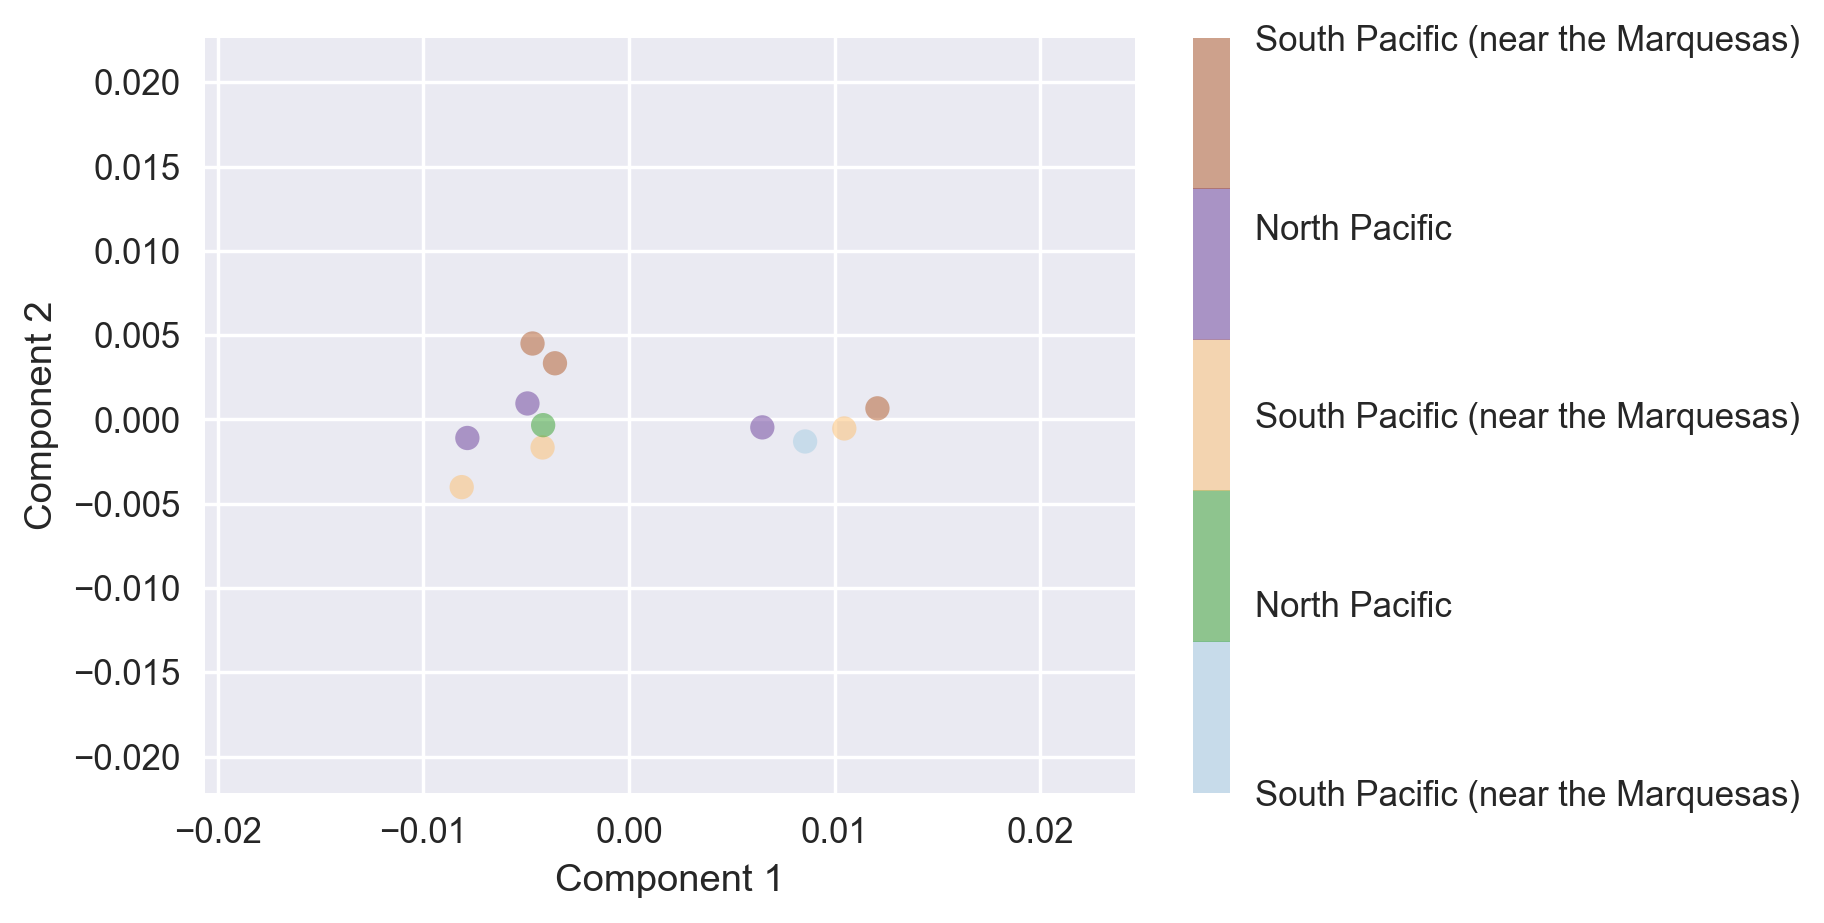 0.020
0.015
0.010
0.005
0.000
−0.005
−0.010
−0.015
−0.020
Component 2
−0.02
−0.01
0.00
0.01
0.02
Component 1
South Pacific (near the Marquesas)
North Pacific
South Pacific (near the Marquesas)
North Pacific
South Pacific (near the Marquesas)